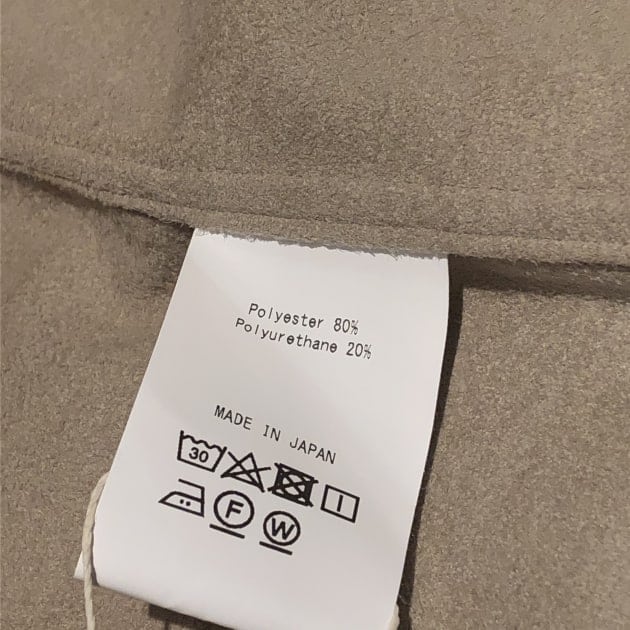 Polyester 80%
Polyurethane 20%
MADE IN JAPAN
30
F
W